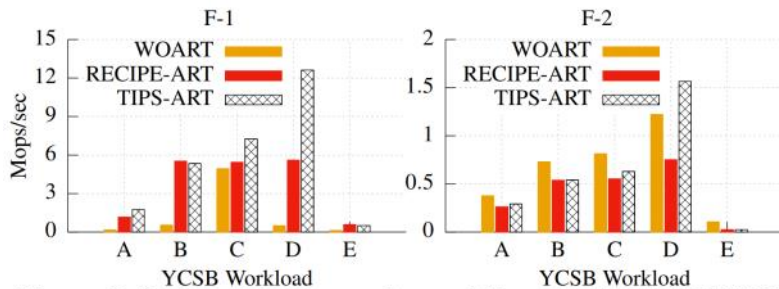 F-1
15
12
9
6
3
0
Mops/sec
WOART
RECIPE-ART
TIPS-ART
A B C D E
YCSB Workload
F-2
2
1.5
1
0.5
0
WOART
RECIPE-ART
TIPS-ART
A B C D E
YCSB Workload